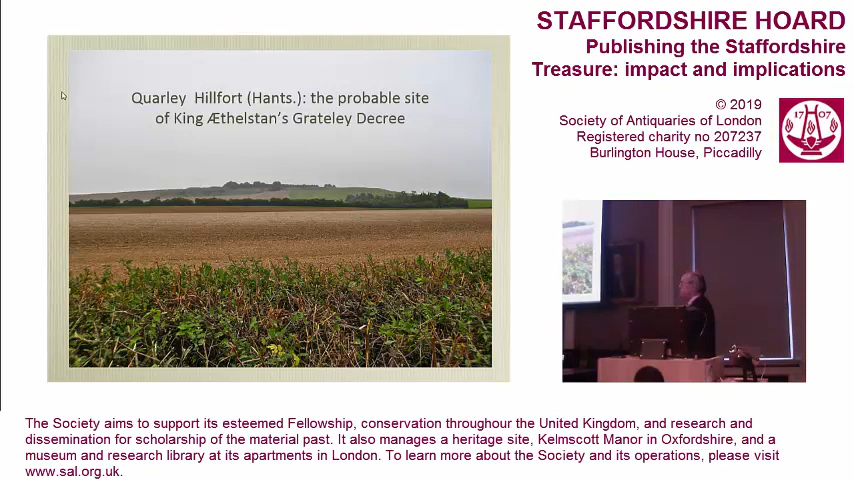 STAFFORDSHIRE HOARD
Publishing the Staffordshire
Treasure: impact and implications
© 2019
Society of Antiquaries of London
Registered charity no 207237
Burlington House, Piccadilly
17 07
Quarley Hillfort (Hants.): the probable site
of King Æthelstan's Grateley Decree
The Society aims to support its esteemed Fellowship, conservation throughour the United Kingdom, and research and
dissemination for scholarship of the material past. It also manages a heritage site, Kelmscott Manor in Oxfordshire, and a
museum and research library at its apartments in London. To learn more about the Society and its operations, please visit
www.sal.org.uk.